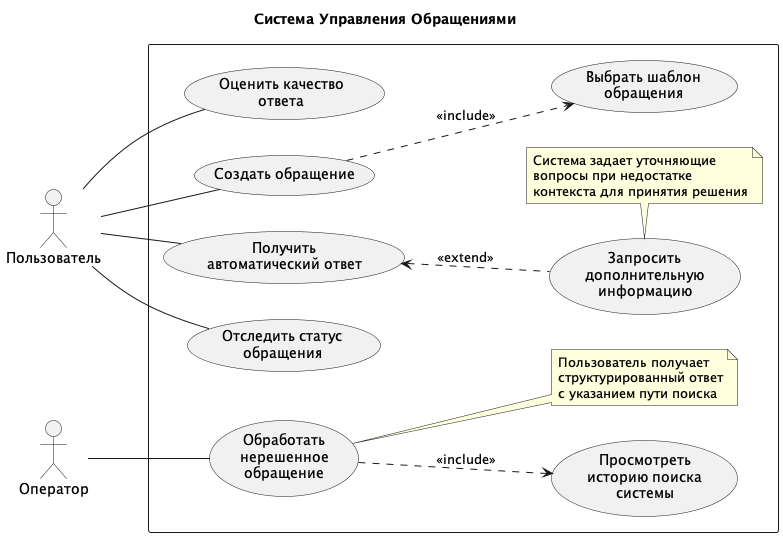 Система Управления Обращениями
Оценить качество
ответа
Выбрать шаблон
обращения
«include»
Создать обращение
Система задает уточняющие
вопросы при недостатке
контекста для принятия решения
Пользователь
Получить
автоматический ответ
«extend»
Запросить
дополнительную
информацию
Отследить статус
обращения
Пользователь получает
структурированный ответ
с указанием пути поиска
Оператор
Обработать
нерешенное
обращение
«include»
Просмотреть
историю поиска
системы